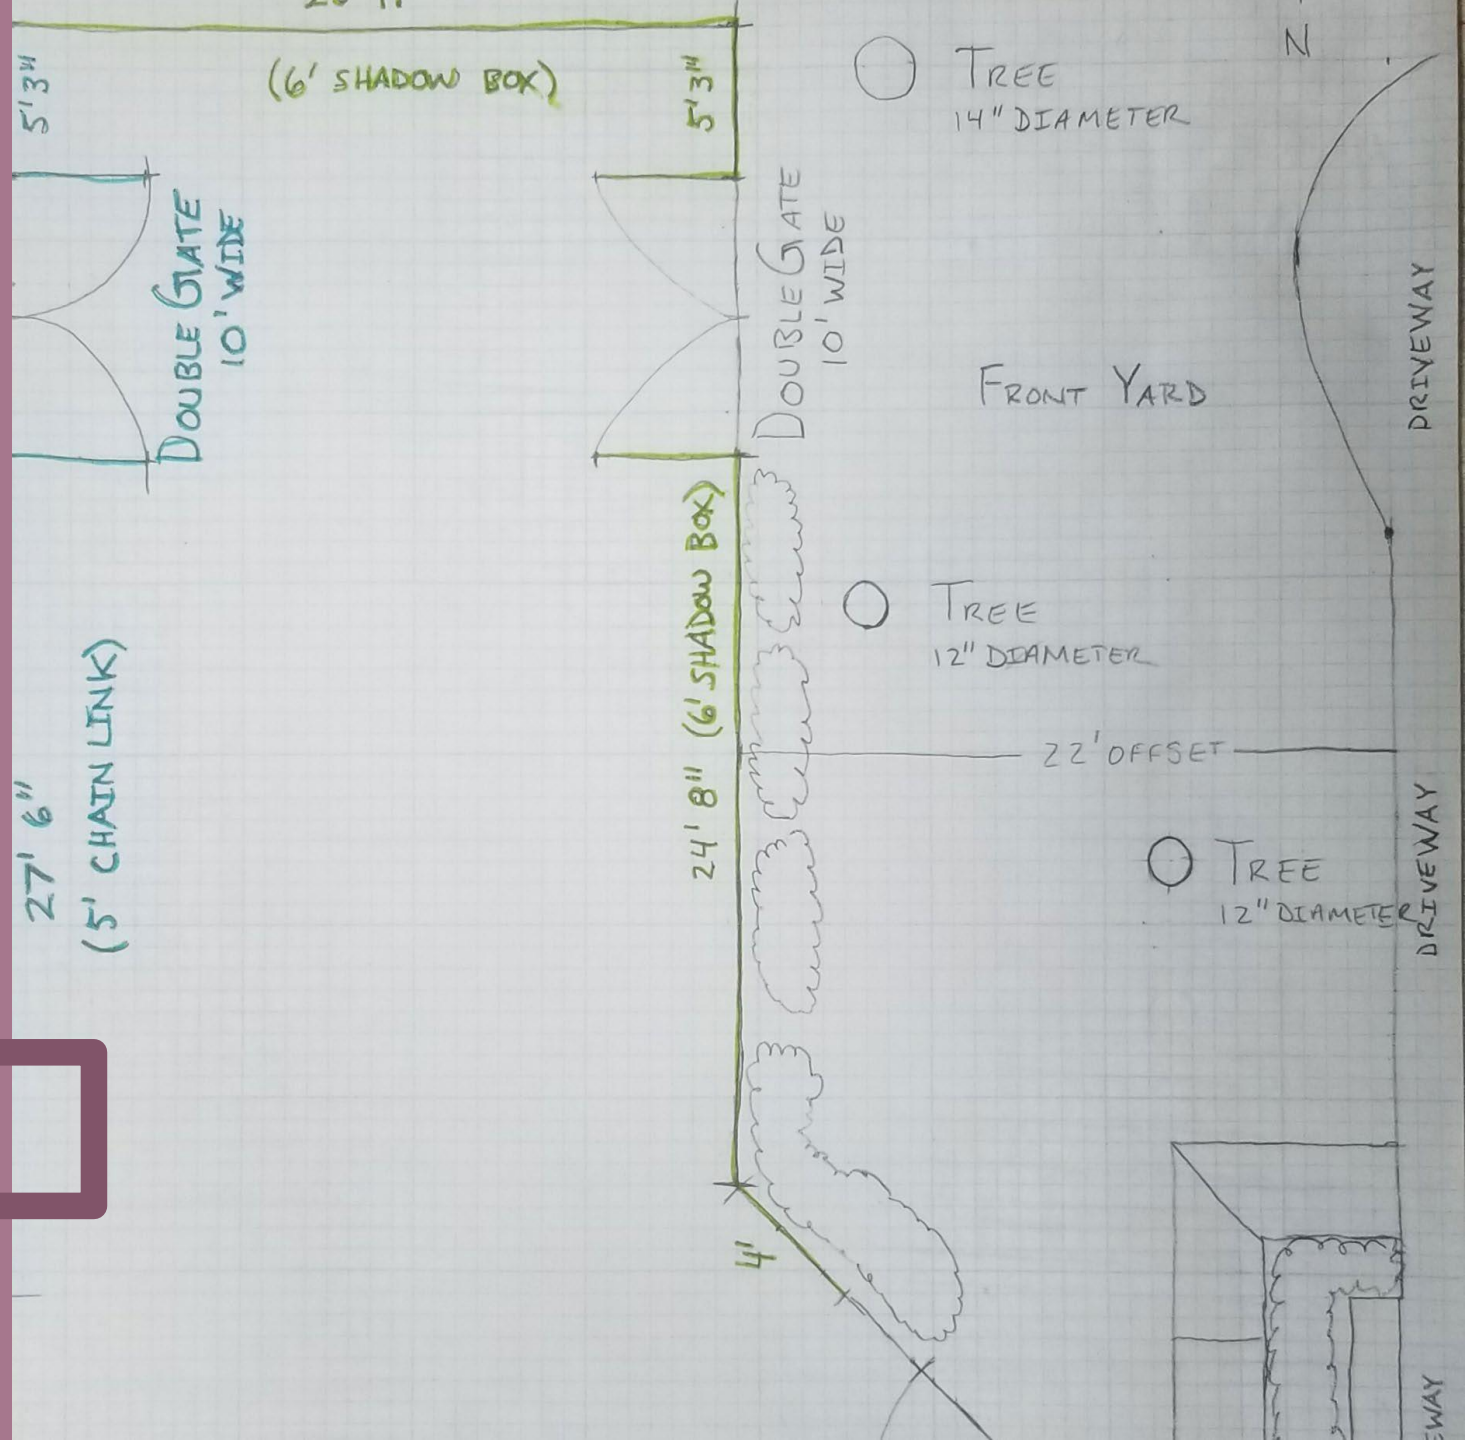 (6' SHADOW BOX)
5'3"
5'3"
TREE
14" DIAMETER
N
DOUBLE GATE
10' WIDE
DOUBLE GATE
10' WIDE
FRONT YARD
DRIVEWAY
24' 8" (6' SHADOW BOX)
TREE
12" DIAMETER
27' 6"
(5' CHAIN LINK)
22' OFFSET
TREE
12" DIAMETER
DRIVEWAY
4'